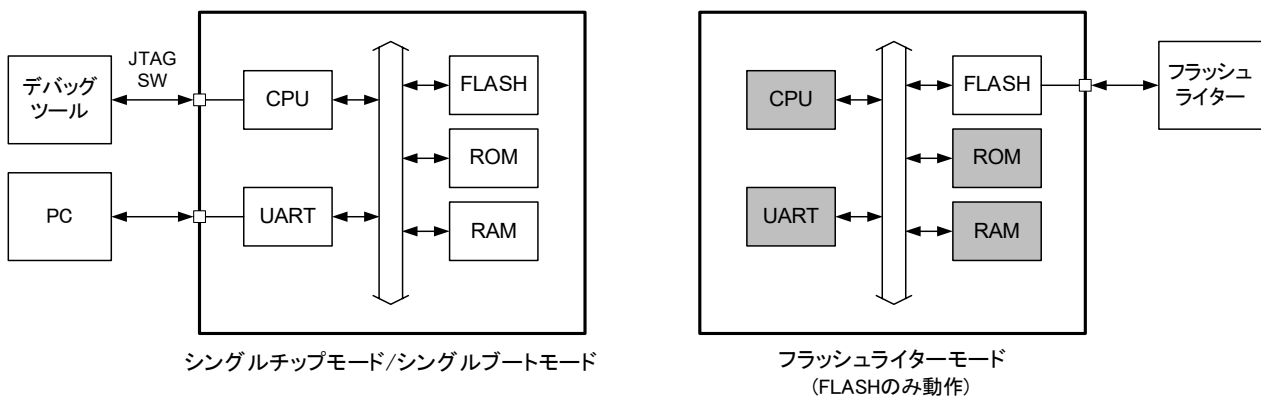 デバッグ
ツール
JTAG
SW
CPU
FLASH
ROM
PC
UART
RAM
シングルチップモード/シングルブートモード
CPU
FLASH
フラッシュ
ライター
ROM
UART
RAM
フラッシュライターモード
(FLASHのみ動作)